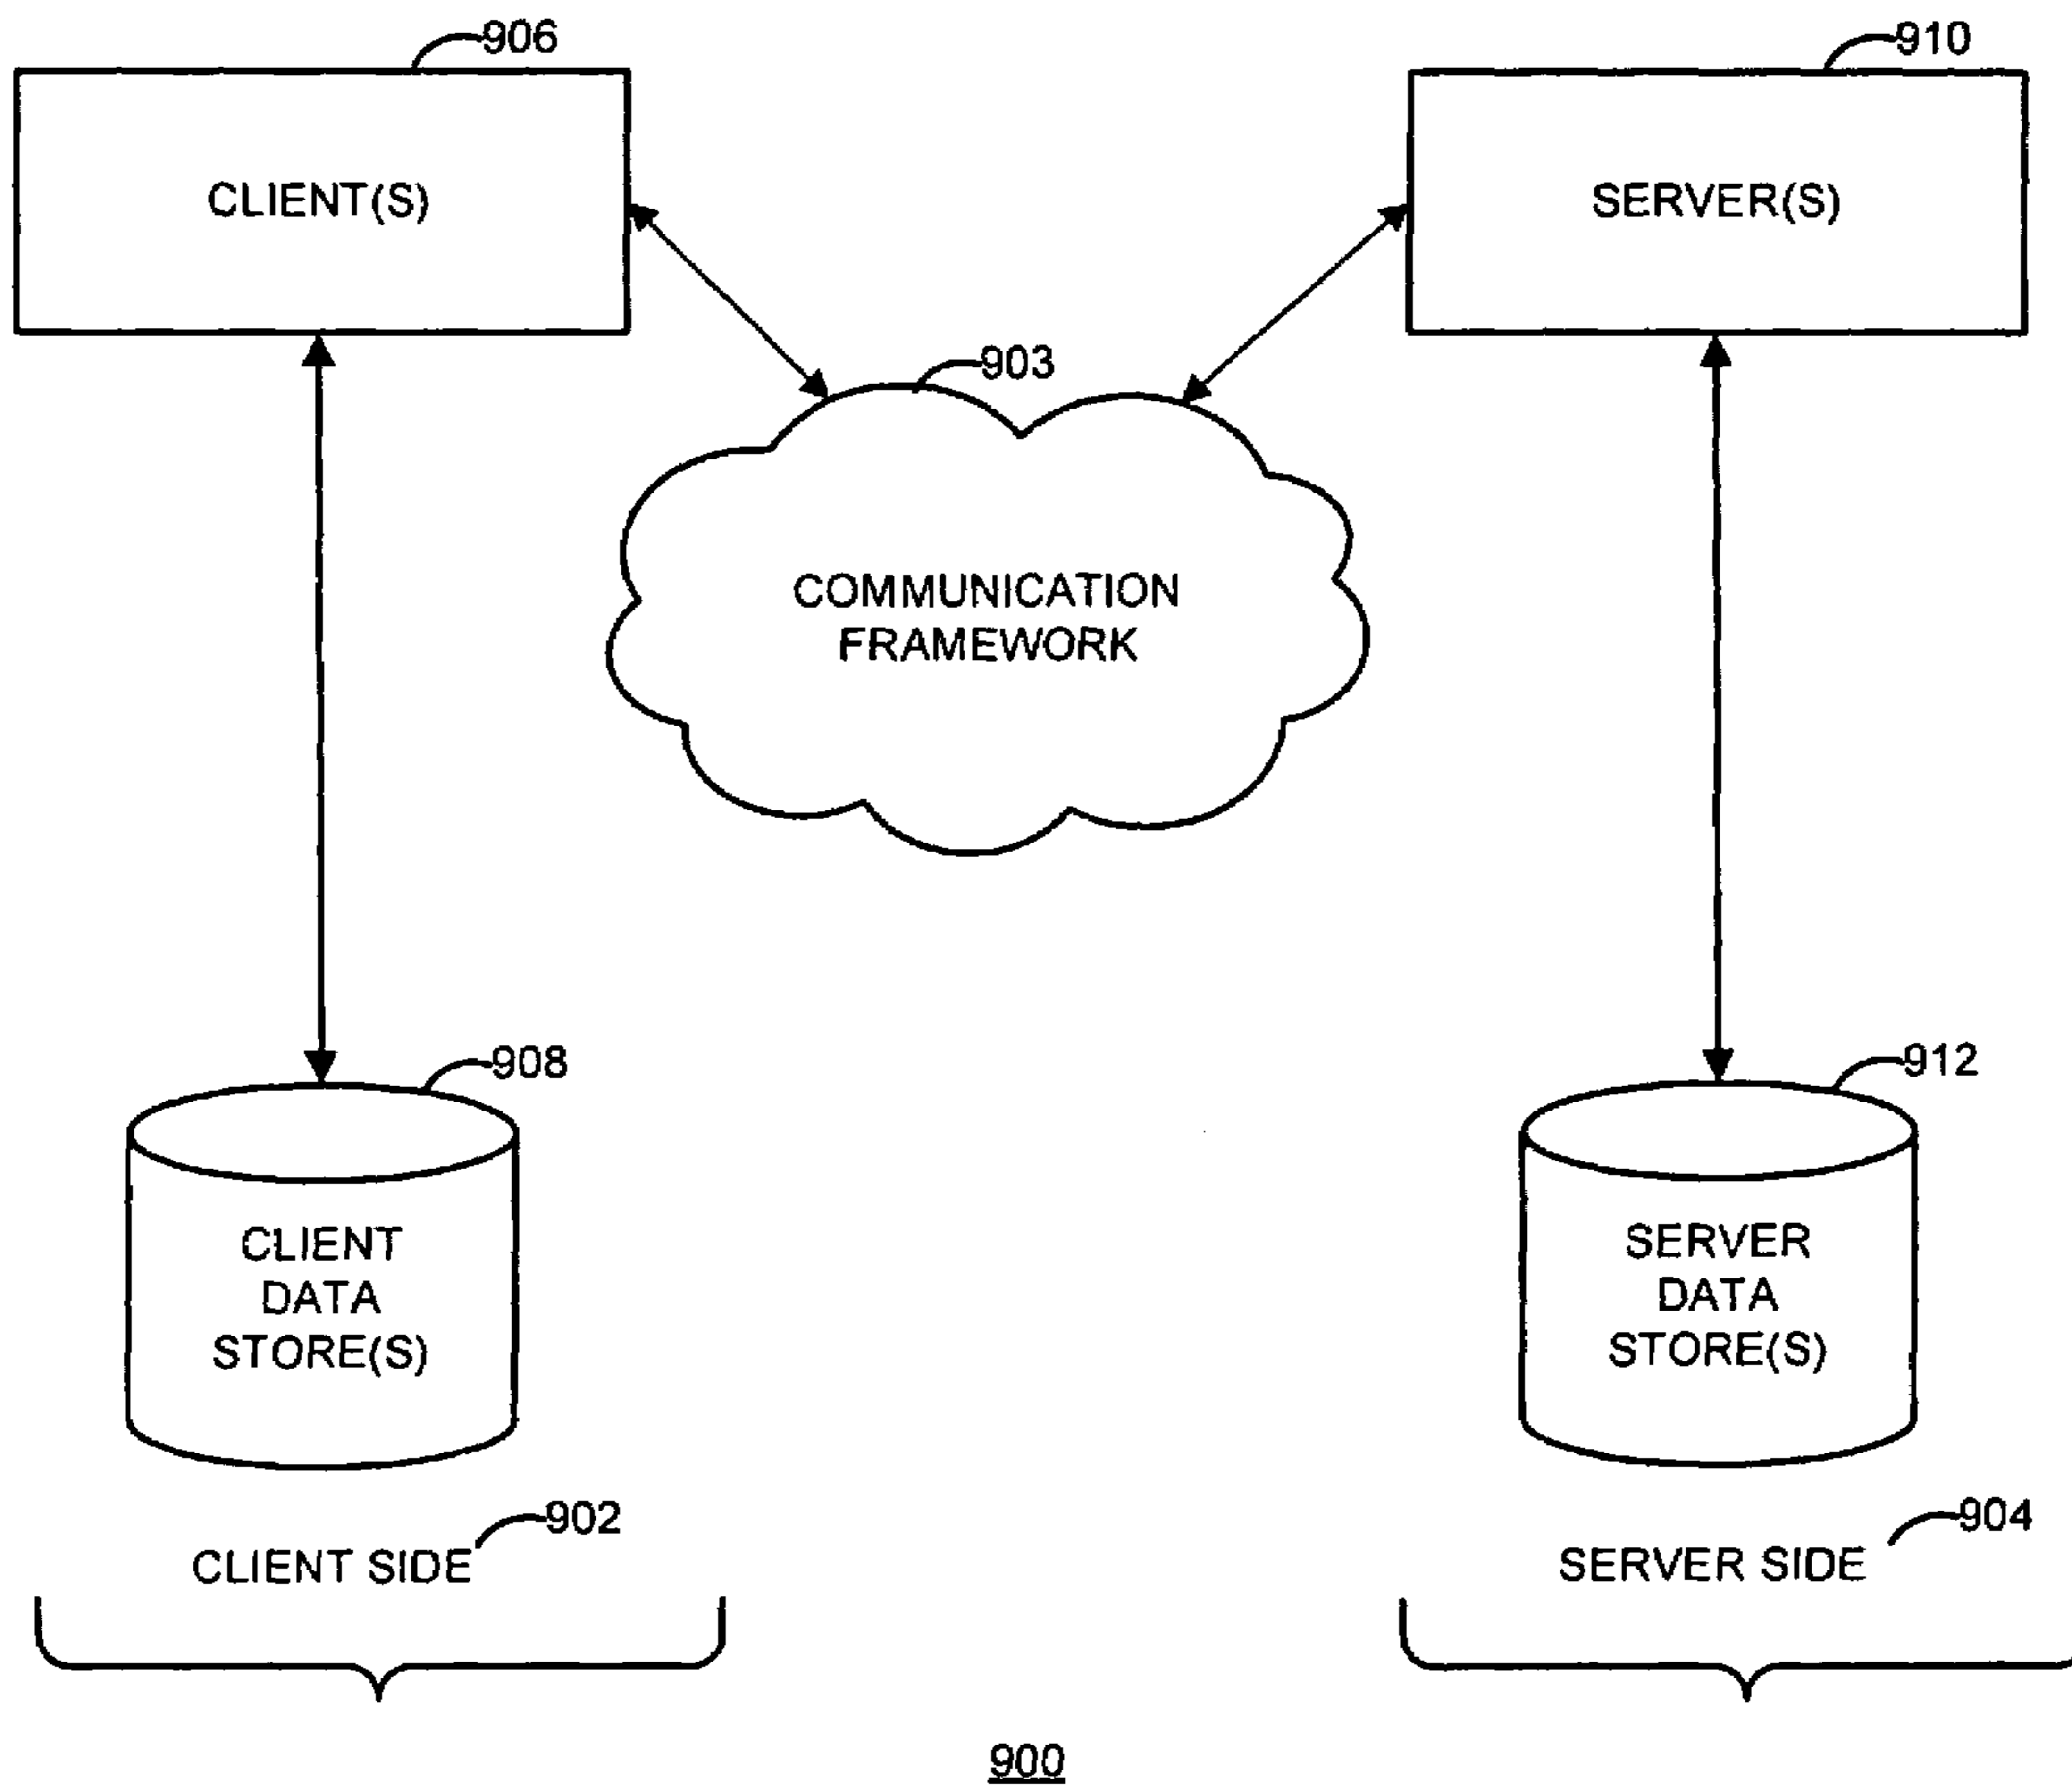 906
910
CLIENT(S)
SERVER(S)
903
COMMUNICATION
FRAMEWORK
908
912
CLIENT
DATA
STORE(S)
SERVER
DATA
STORE(S)
902
904
CLIENT SIDE
SERVER SIDE
900